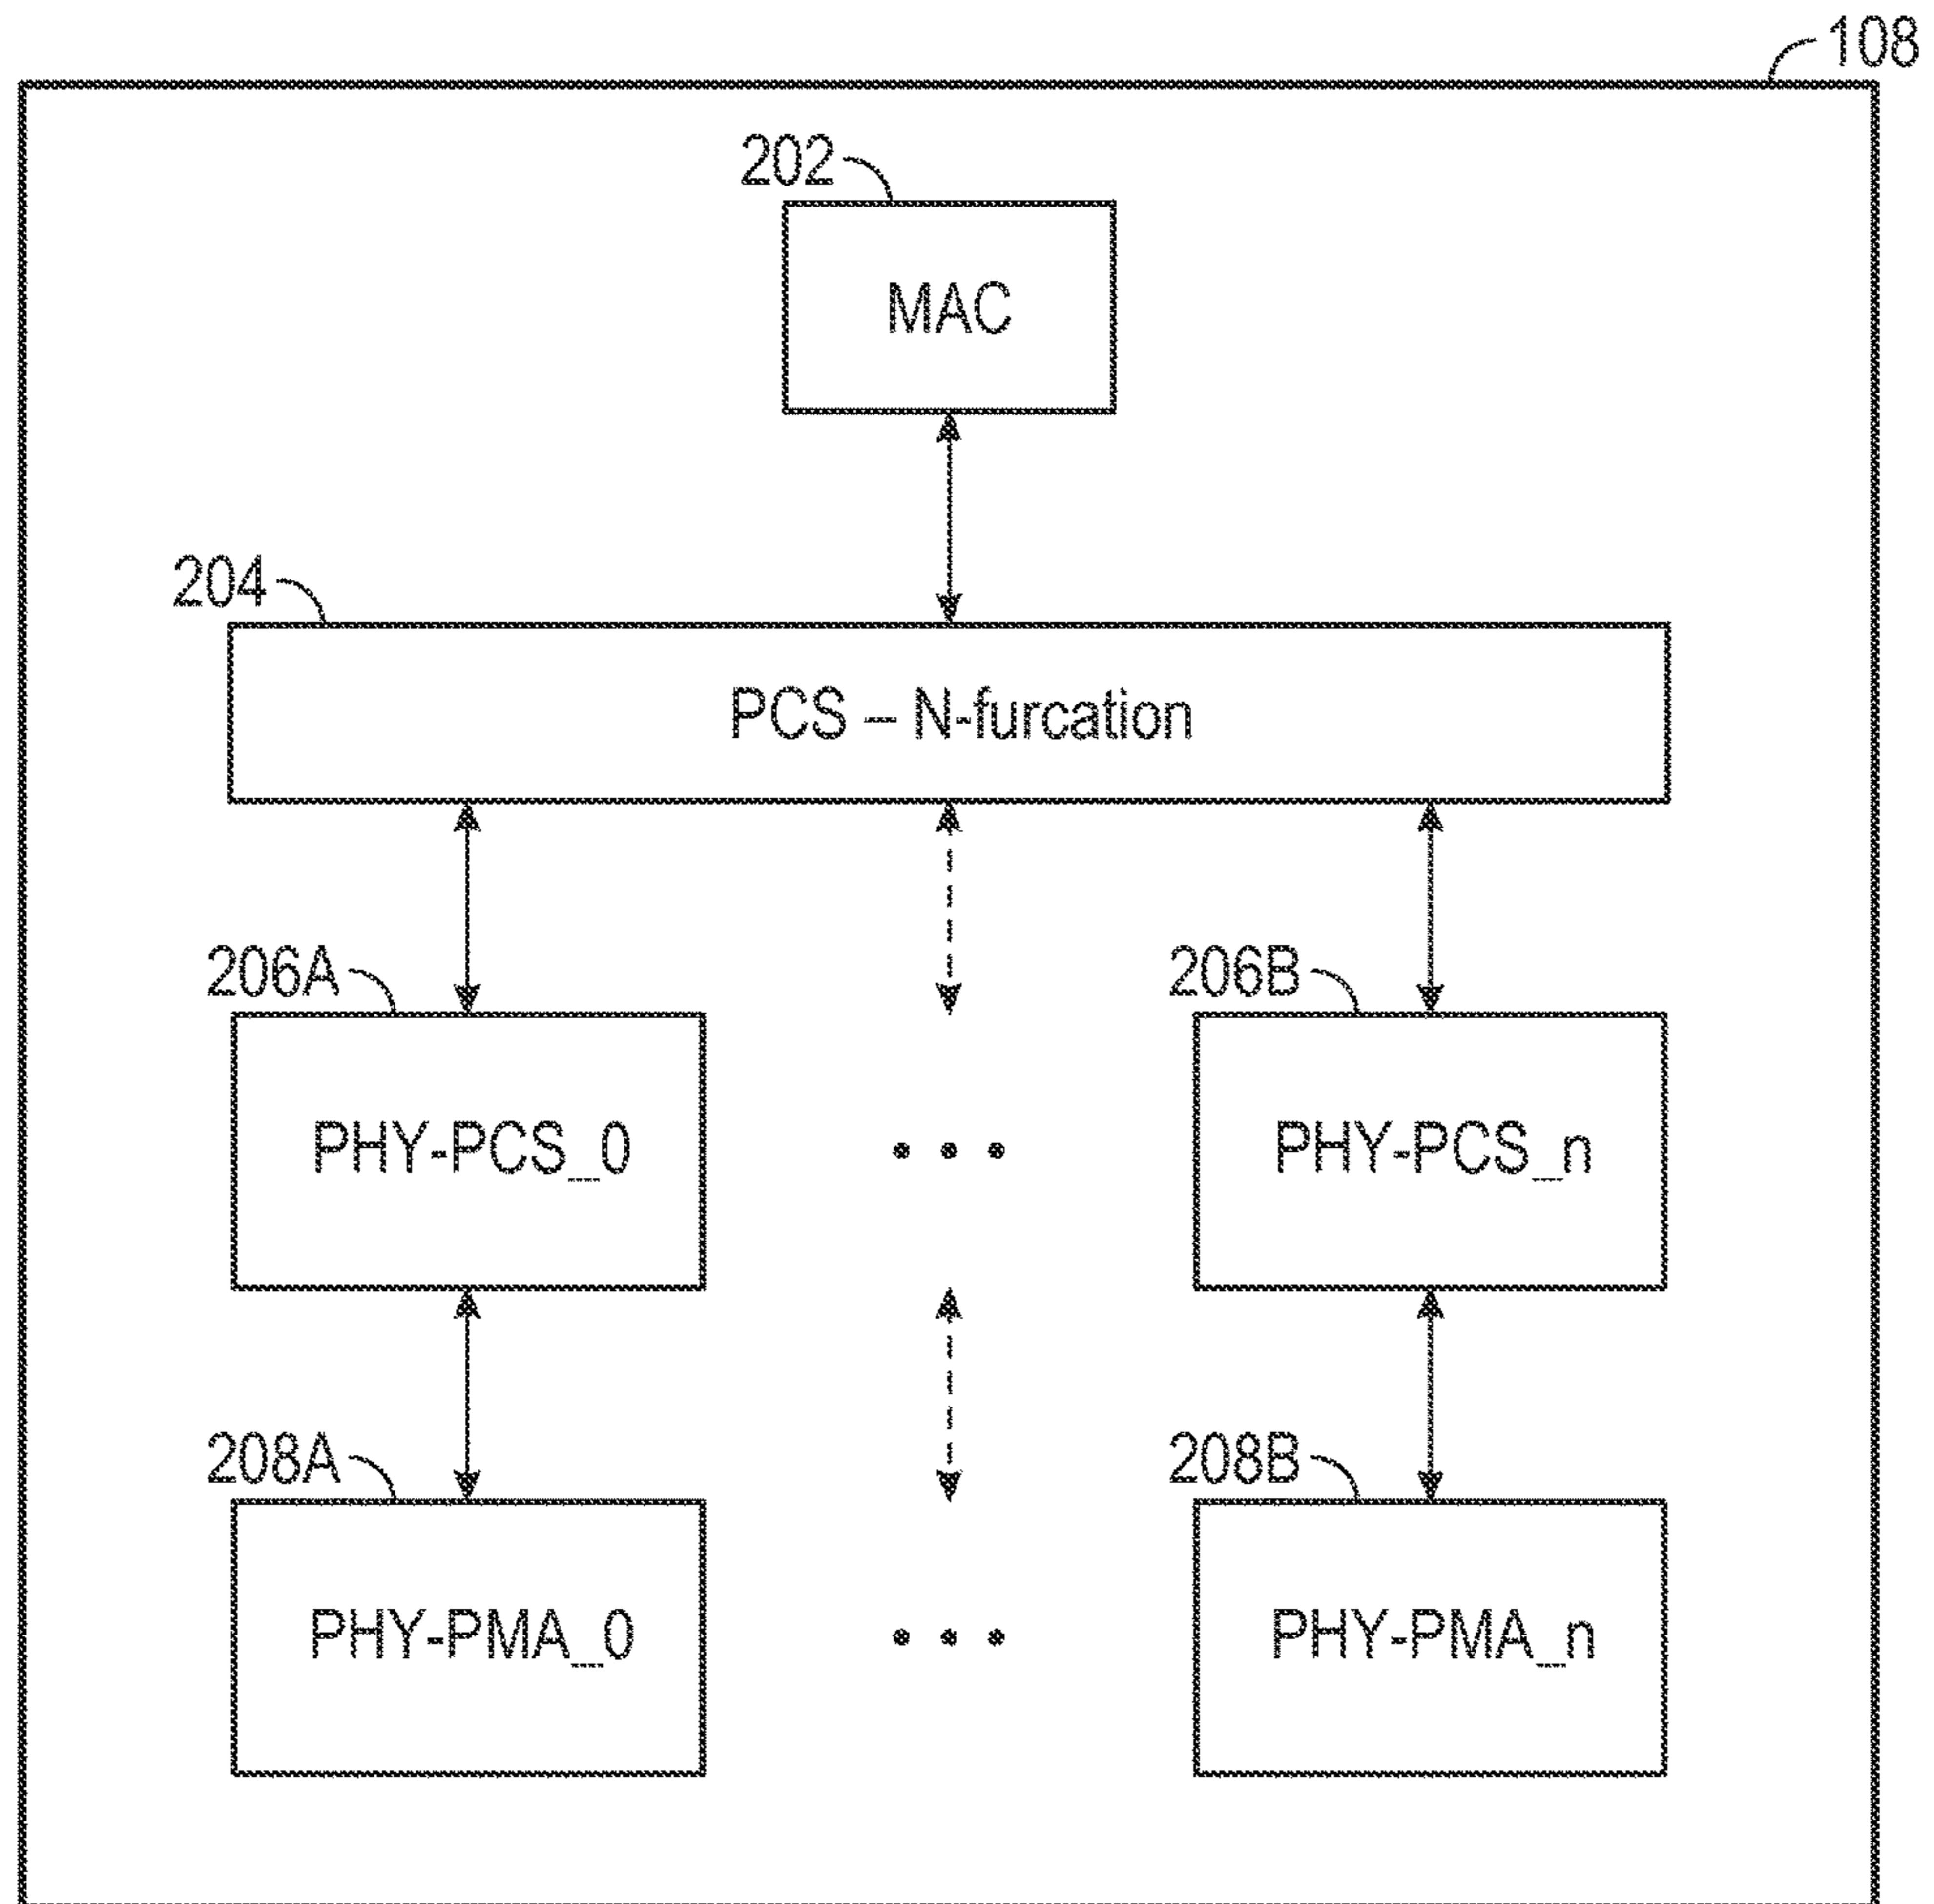 108
202
MAC
204
PCS – N-furcation
206A
206B
PHY-PCS_0
• • •
PHY-PCS_n
208A
208B
PHY-PMA_0
• • •
PHY-PMA_n